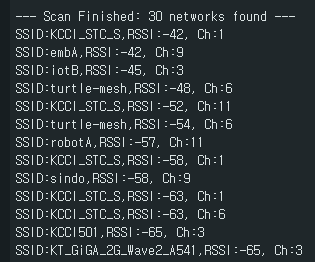 --- Scan Finished: 30 networks found ---
SSID:KCCI_STC_S,RSSI:-42, Ch:1
SSID:embA,RSSI:-42, Ch:9
SSID:iotB,RSSI:-45, Ch:3
SSID:turtle-mesh,RSSI:-48, Ch:6
SSID:KCCI_STC_S,RSSI:-52, Ch:11
SSID:turtle-mesh,RSSI:-54, Ch:6
SSID:robotA,RSSI:-57, Ch:11
SSID:KCCI_STC_S,RSSI:-58, Ch:1
SSID:sindo,RSSI:-58, Ch:9
SSID:KCCI_STC_S,RSSI:-63, Ch:1
SSID:KCCI_STC_S,RSSI:-63, Ch:6
SSID:KCCI501,RSSI:-65, Ch:3
SSID:KT_GiGA_2G_Wave2_A541,RSSI:-65, Ch:3